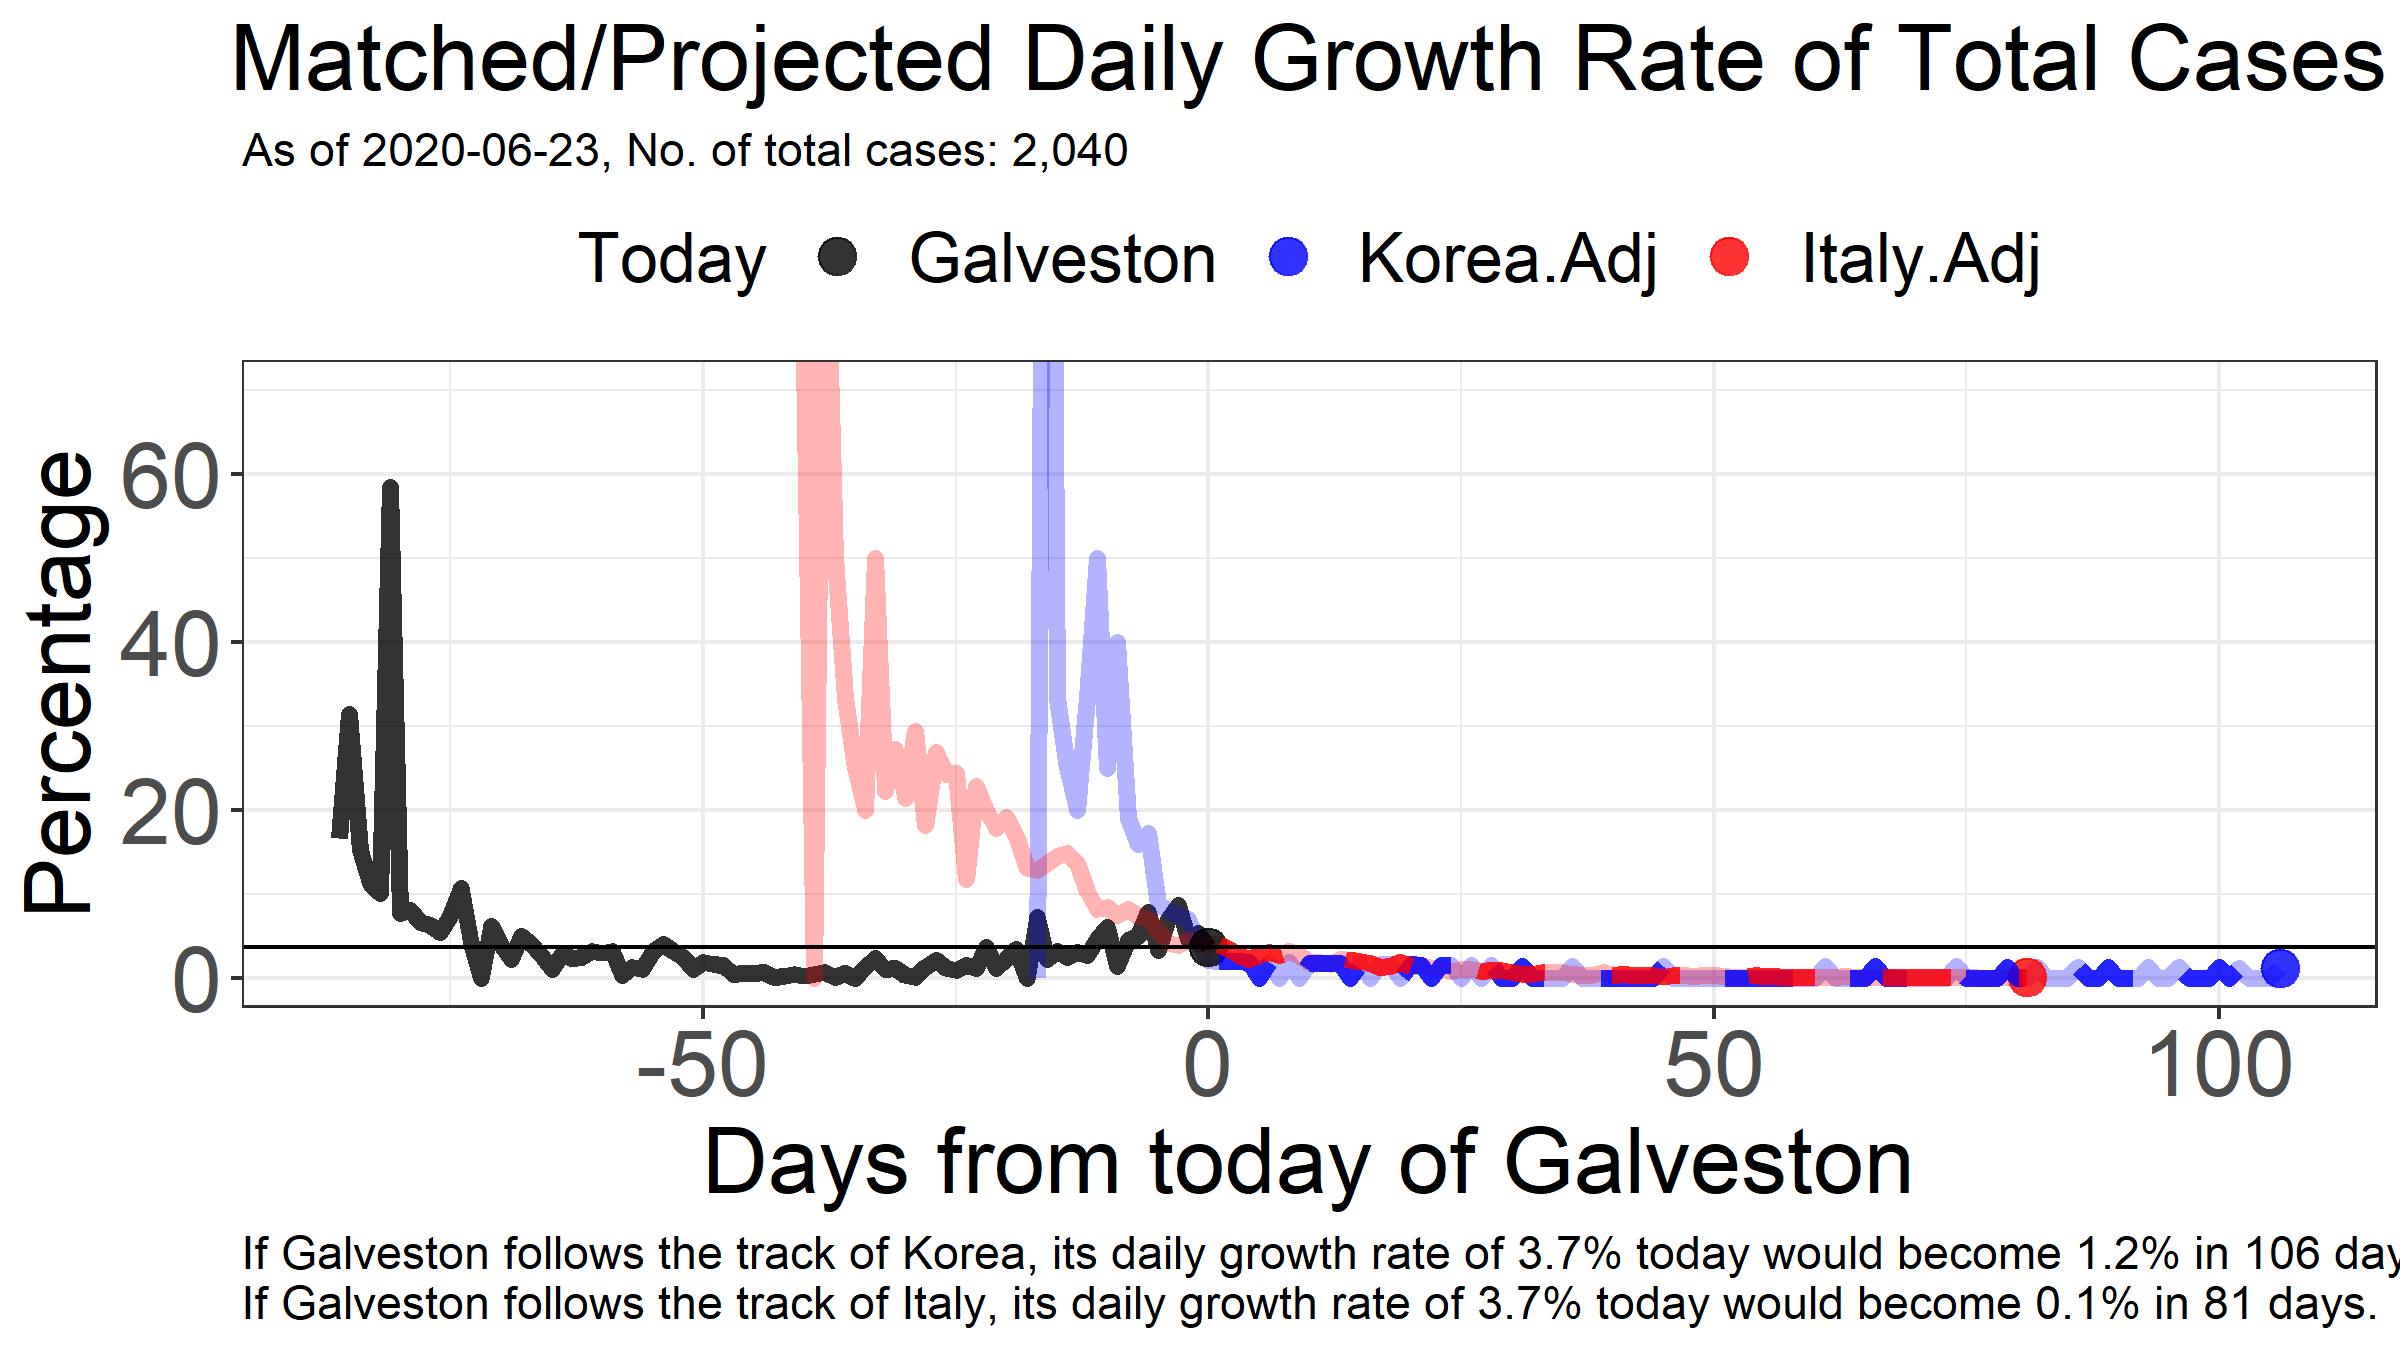 Matched/Projected Daily Growth Rate of Total Cases
As of 2020-06-23, No. of total cases: 2,040
Today Galveston Korea.Adj Italy.Adj
Percentage
60
40
20
0
-50 0 50 100
Days from today of Galveston
If Galveston follows the track of Korea, its daily growth rate of 3.7% today would become 1.2% in 106 day
If Galveston follows the track of Italy, its daily growth rate of 3.7% today would become 0.1% in 81 days.